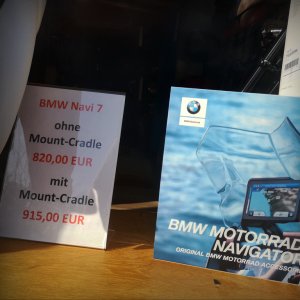 BMW Navi 7
ohne
Mount-Cradle
820,00 EUR
mit
Mount-Cradle
915,00 EUR
BMW MOTORRAD
NAVIGATOR
ORIGINAL BMW MOTORRAD ACCESSOR